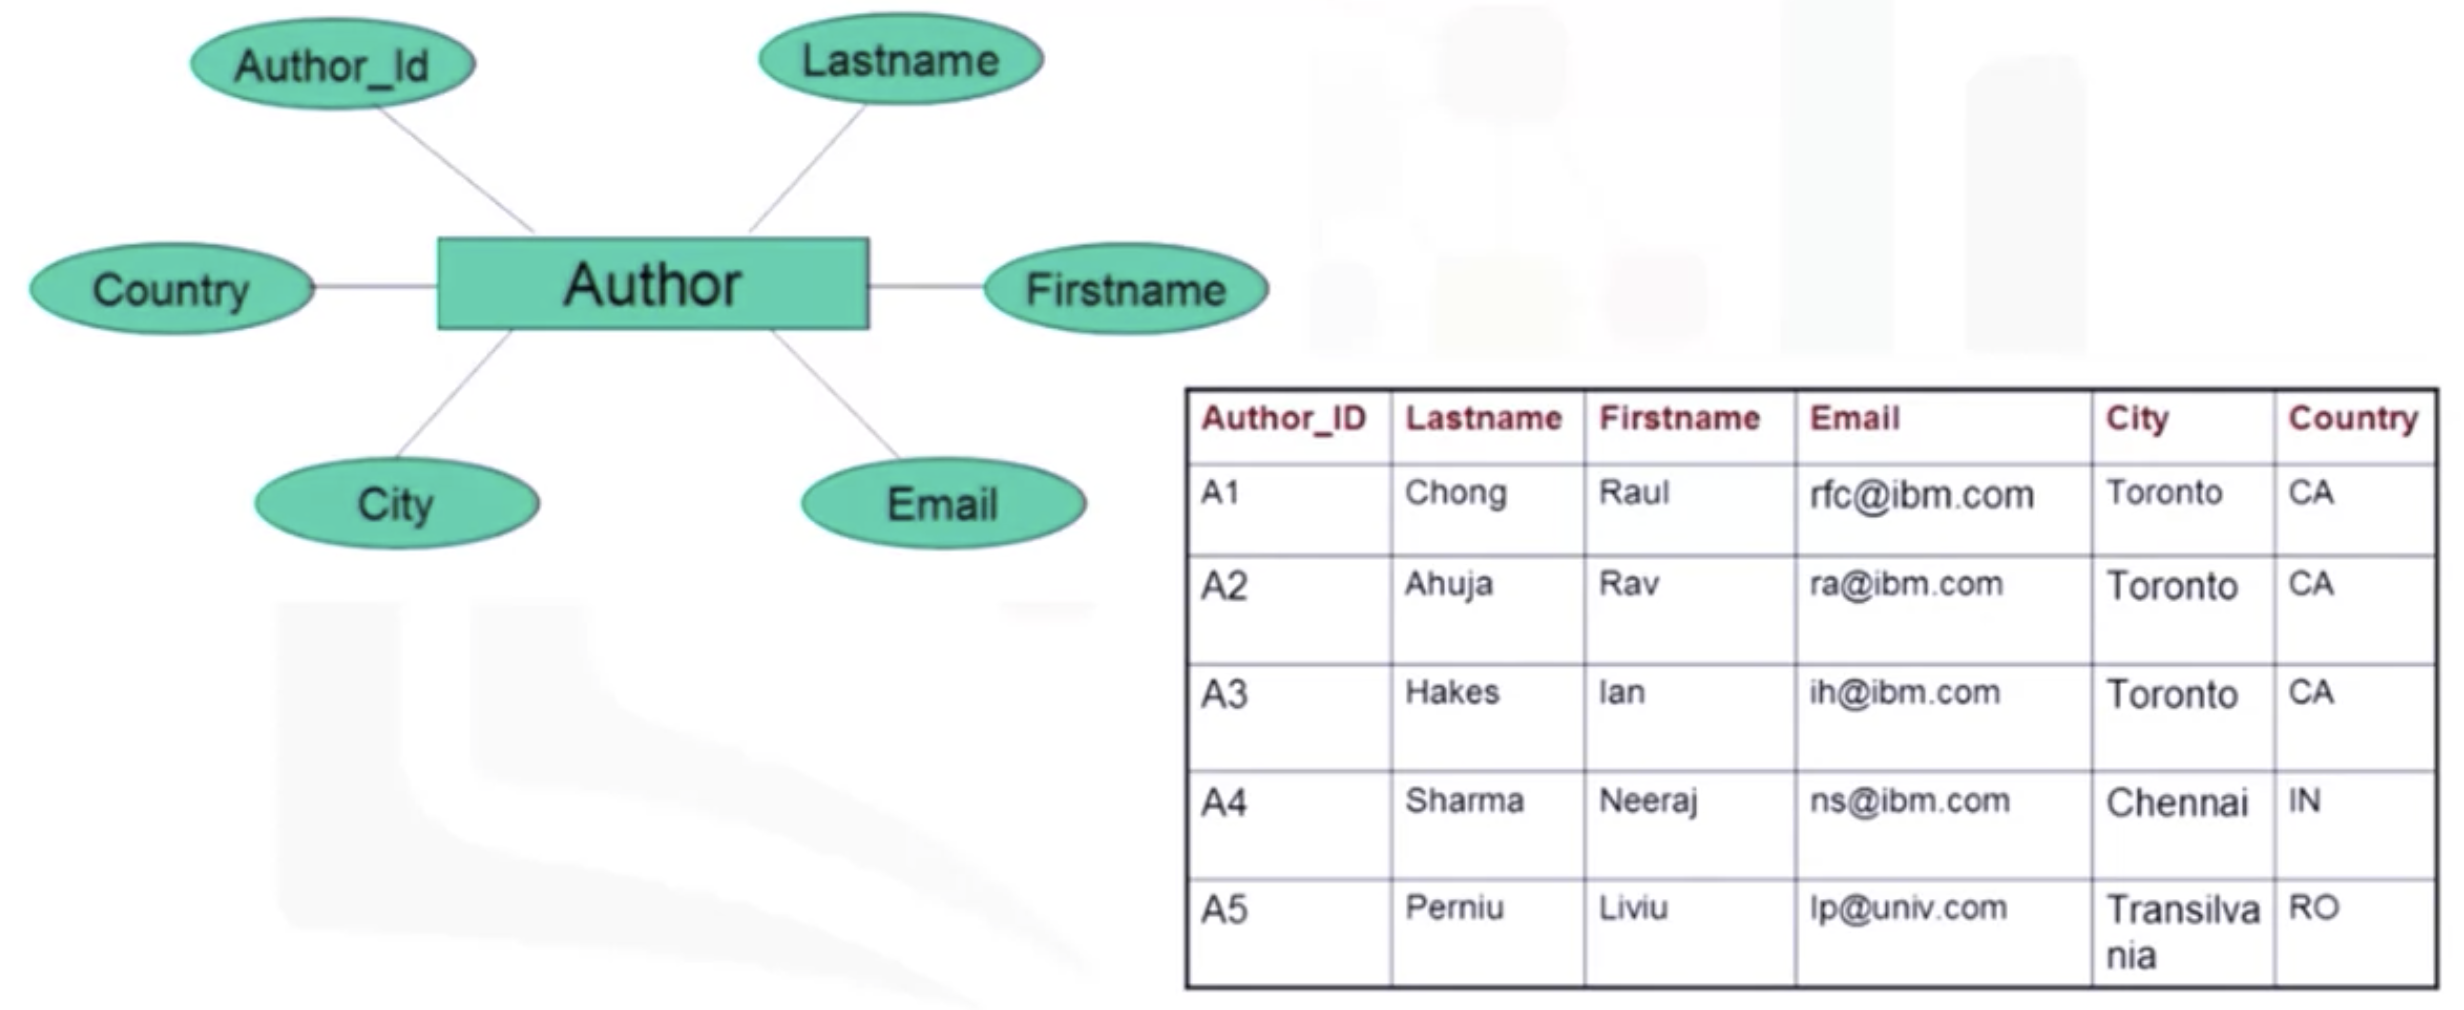 Author_Id
Lastname
Country
Author
Firstname
City
Email
Author_ID Lastname Firstname Email City Country
A1 Chong Raul rfc@ibm.com Toronto CA
A2 Ahuja Rav ra@ibm.com Toronto CA
A3 Hakes Ian ih@ibm.com Toronto CA
A4 Sharma Neeraj ns@ibm.com Chennai IN
A5 Perniu Liviu lp@univ.com Transilva RO
nia